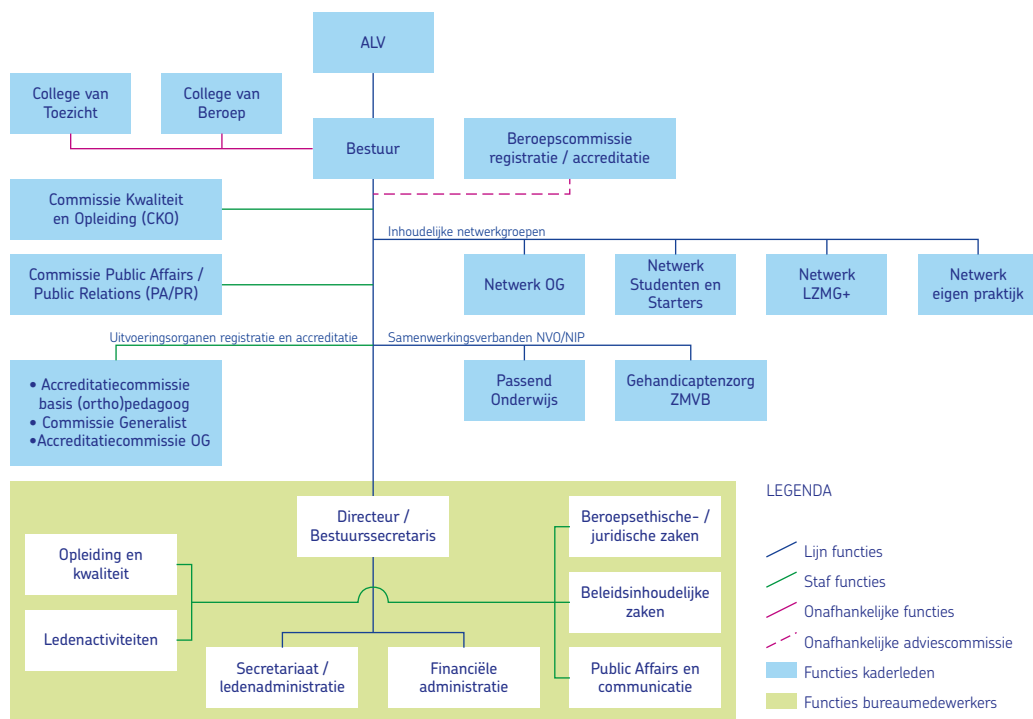 ALV
College van
Toezicht
College van
Beroep
Bestuur
Beroepscommissie
registratie / accreditatie
Commissie Kwaliteit
en Opleiding (CKO)
Inhoudelijke netwerkgroepen
Commissie Public Affairs /
Public Relations (PA/PR)
Netwerk OG
Netwerk
Studenten en
Starters
Netwerk
LZMG+
Netwerk
eigen praktijk
Uitvoeringsorganen registratie en accreditatie
Samenwerkingsverbanden NVO/NIP
• Accreditatiecommissie
basis (ortho)pedagoog
• Commissie Generalist
•Accreditatiecommissie OG
Passend
Onderwijs
Gehandicaptenzorg
ZMVB
Directeur /
Bestuurssecretaris
Opleiding en
kwaliteit
Ledenactiviteiten
Beroepsethische- /
juridische zaken
Beleidsinhoudelijke
zaken
Secretariaat /
ledenadministratie
Financiële
administratie
Public Affairs en
communicatie
LEGENDA
Lijn functies
Staf functies
Onafhankelijke functies
Onafhankelijke adviescommissie
Functies kaderleden
Functies bureaumedewerkers